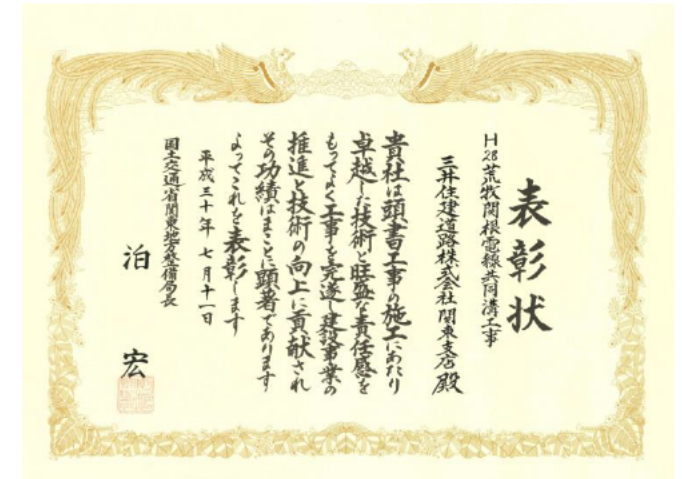 表彰状
H28荒牧関根電線共同溝工事
三井住建道路株式会社関東支店 殿
貴社は頭書工事の施工にあたり
卓越した技術と旺盛な責任感を
もってよく工事を完遂し建設事業の
推進と技術の向上に貢献され
その功績はまことに顕著であります
よってこれを表彰します
平成三十年 七月十一日
国土交通省関東地方整備局長
泊 宏